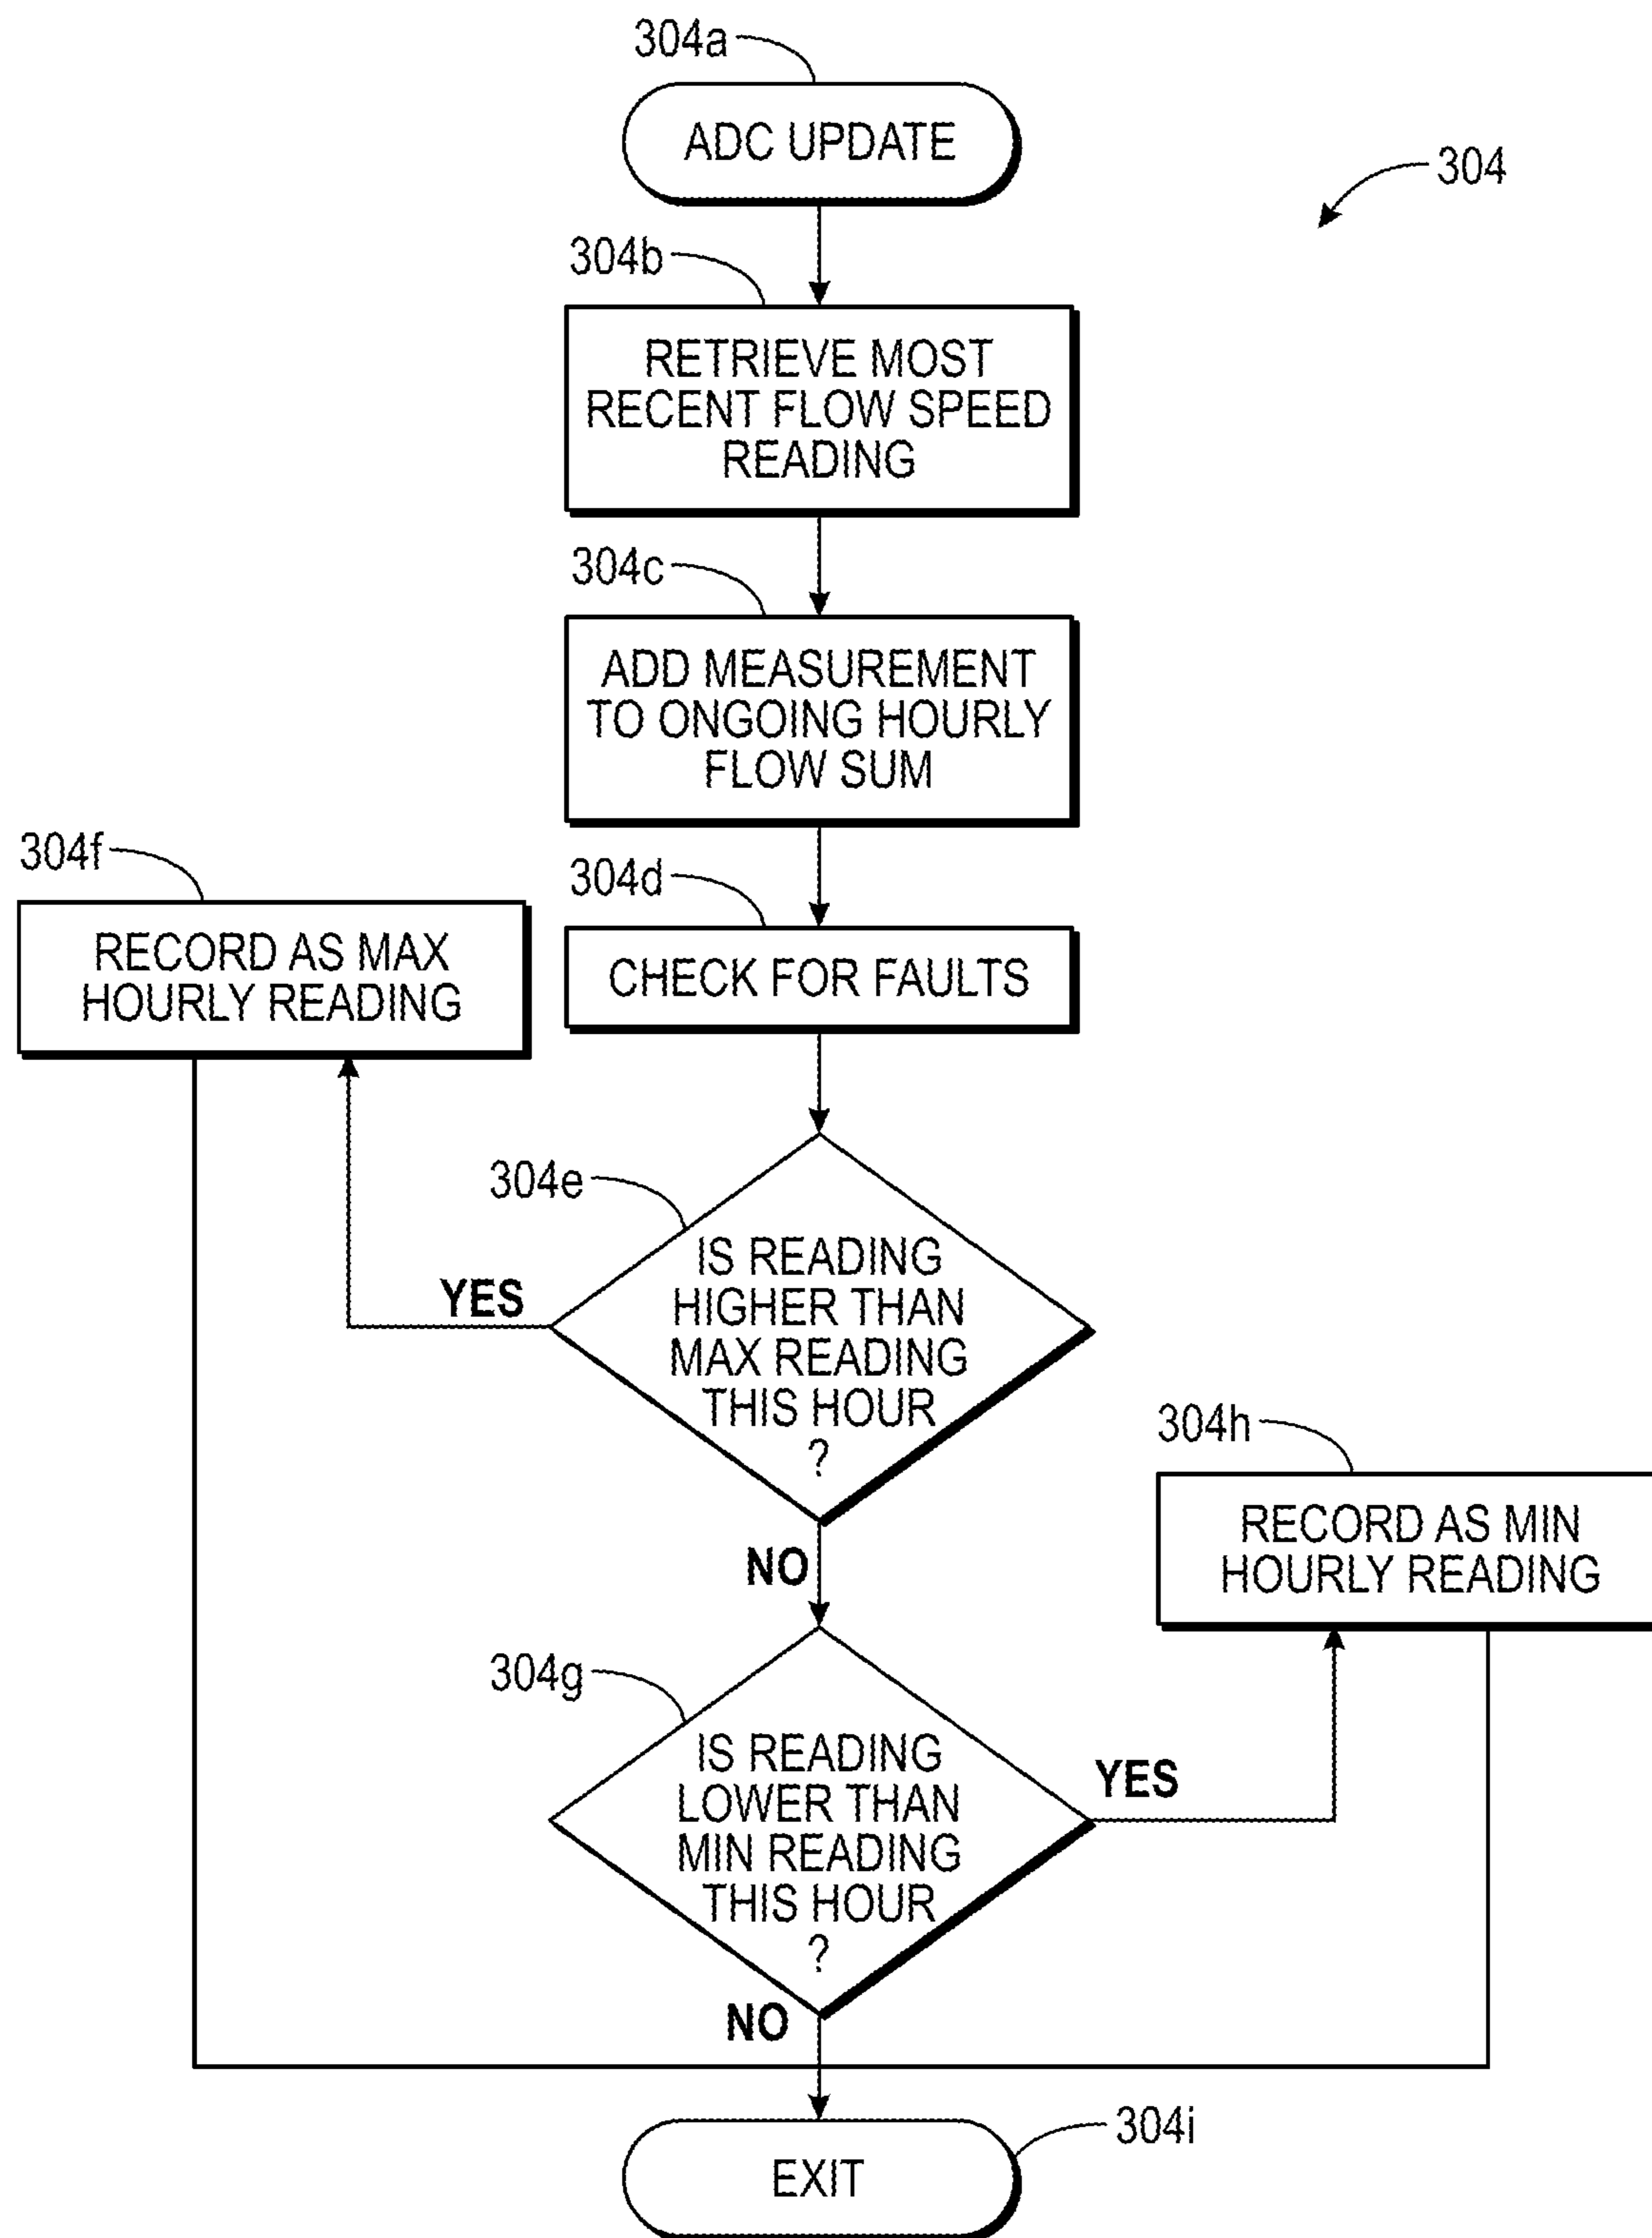 304a
ADC UPDATE
304
304b
RETRIEVE MOST
RECENT FLOW SPEED
READING
304c
ADD MEASUREMENT
TO ONGOING HOURLY
FLOW SUM
304f
RECORD AS MAX
HOURLY READING
304d
CHECK FOR FAULTS
304e
IS READING
HIGHER THAN
MAX READING
THIS HOUR
?
YES
NO
304h
RECORD AS MIN
HOURLY READING
304g
IS READING
LOWER THAN
MIN READING
THIS HOUR
?
YES
NO
304i
EXIT